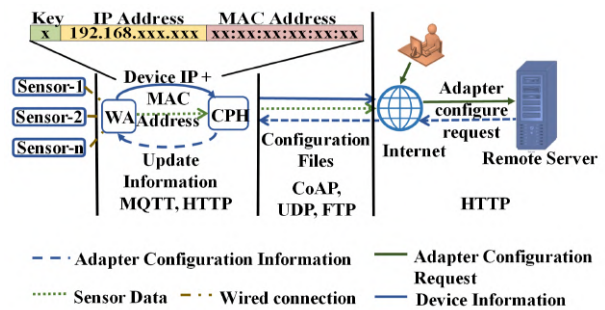 Key IP Address MAC Address
x 192.168.xxx.xxx xx:xx:xx:xx:xx:xx
Device IP +
MAC
Address
Sensor-1
Sensor-2
Sensor-n
WA
CPH
Update
Information
MQTT, HTTP
Configuration
Files
CoAP,
UDP, FTP
Internet
Adapter
configure
request
Remote Server
HTTP
Adapter Configuration Information
Adapter Configuration
Request
Sensor Data
Wired connection
Device Information